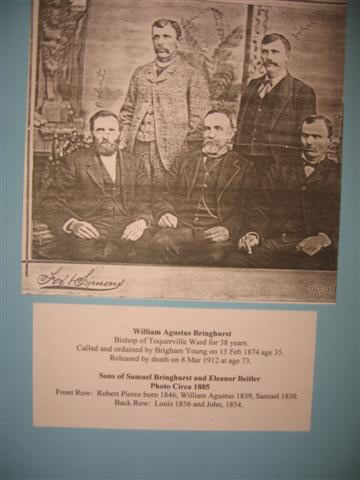 Fox & Symons
William Agustus Bringhurst
Bishop of Toquerville Ward for 38 years.
Called and ordained by Brigham Young on 15 Feb 1874 age 35.
Released by death on 8 Mar 1912 at age 73.
Sons of Samuel Bringhurst and Eleanor Beitler
Photo Circa 1885
Front Row: Robert Pierce born 1846, William Agustus 1839, Samuel 1850.
Back Row: Louis 1856 and John, 1854.